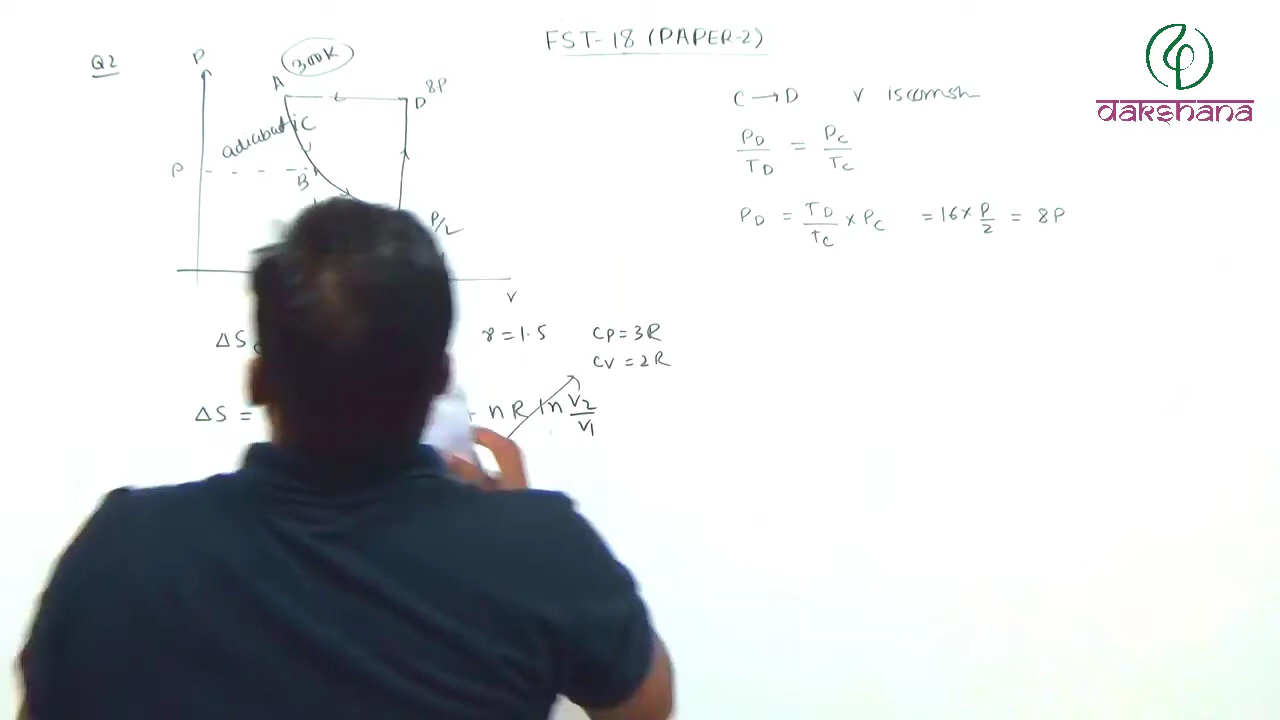 FST-18 (PAPER-2)
dakshana
Q2
P
300K
A
8P
D
C → D V
adiabatic
P_D/T_D = P_C/T_C
P
B
P_D = T_D/T_C × P_C = 16 × P/2 = 8P
P/2
V
ΔS
γ = 1.5 CP = 3R
CV = 2R
ΔS = + nR ln V2/V1